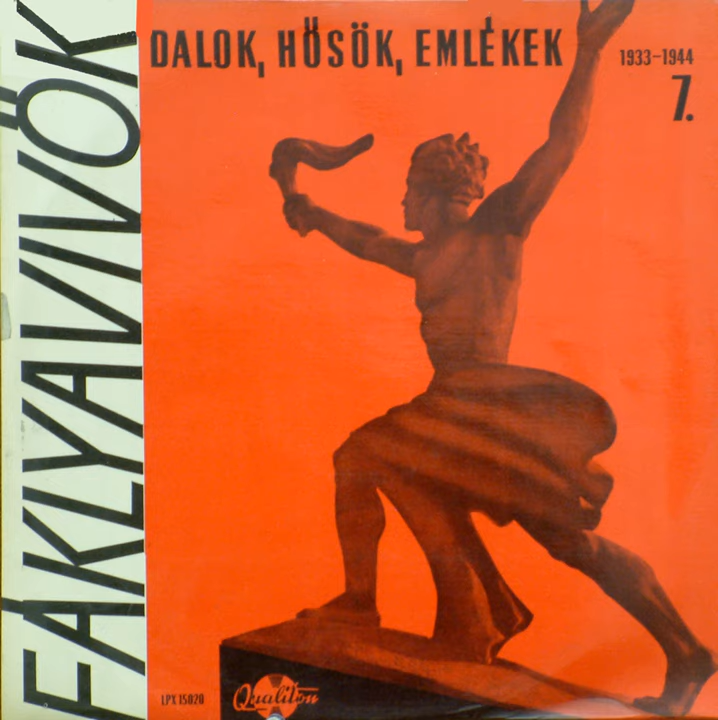 FÁKLYAVIVŐK
DALOK, HŐSÖK, EMLÉKEK
1933-1944
7.
LPX 15020
Qualiton